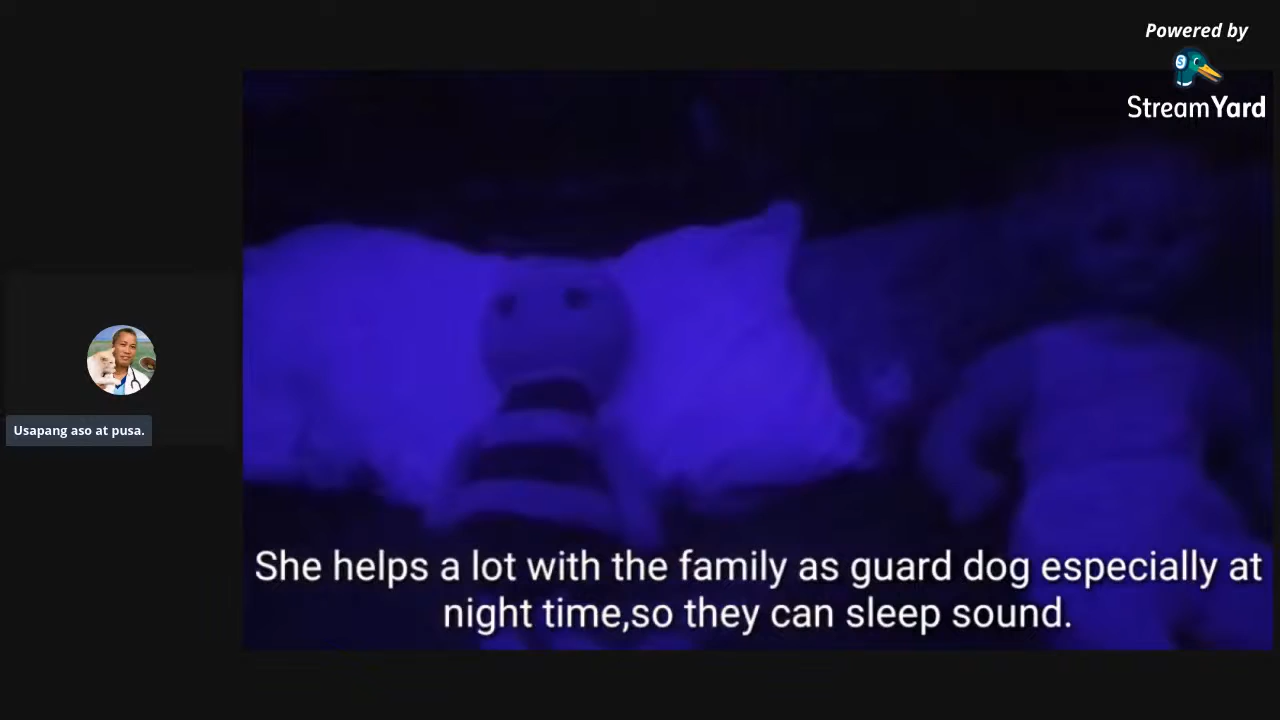 Powered by
StreamYard
Usapang aso at pusa.
She helps a lot with the family as guard dog especially at
night time,so they can sleep sound.